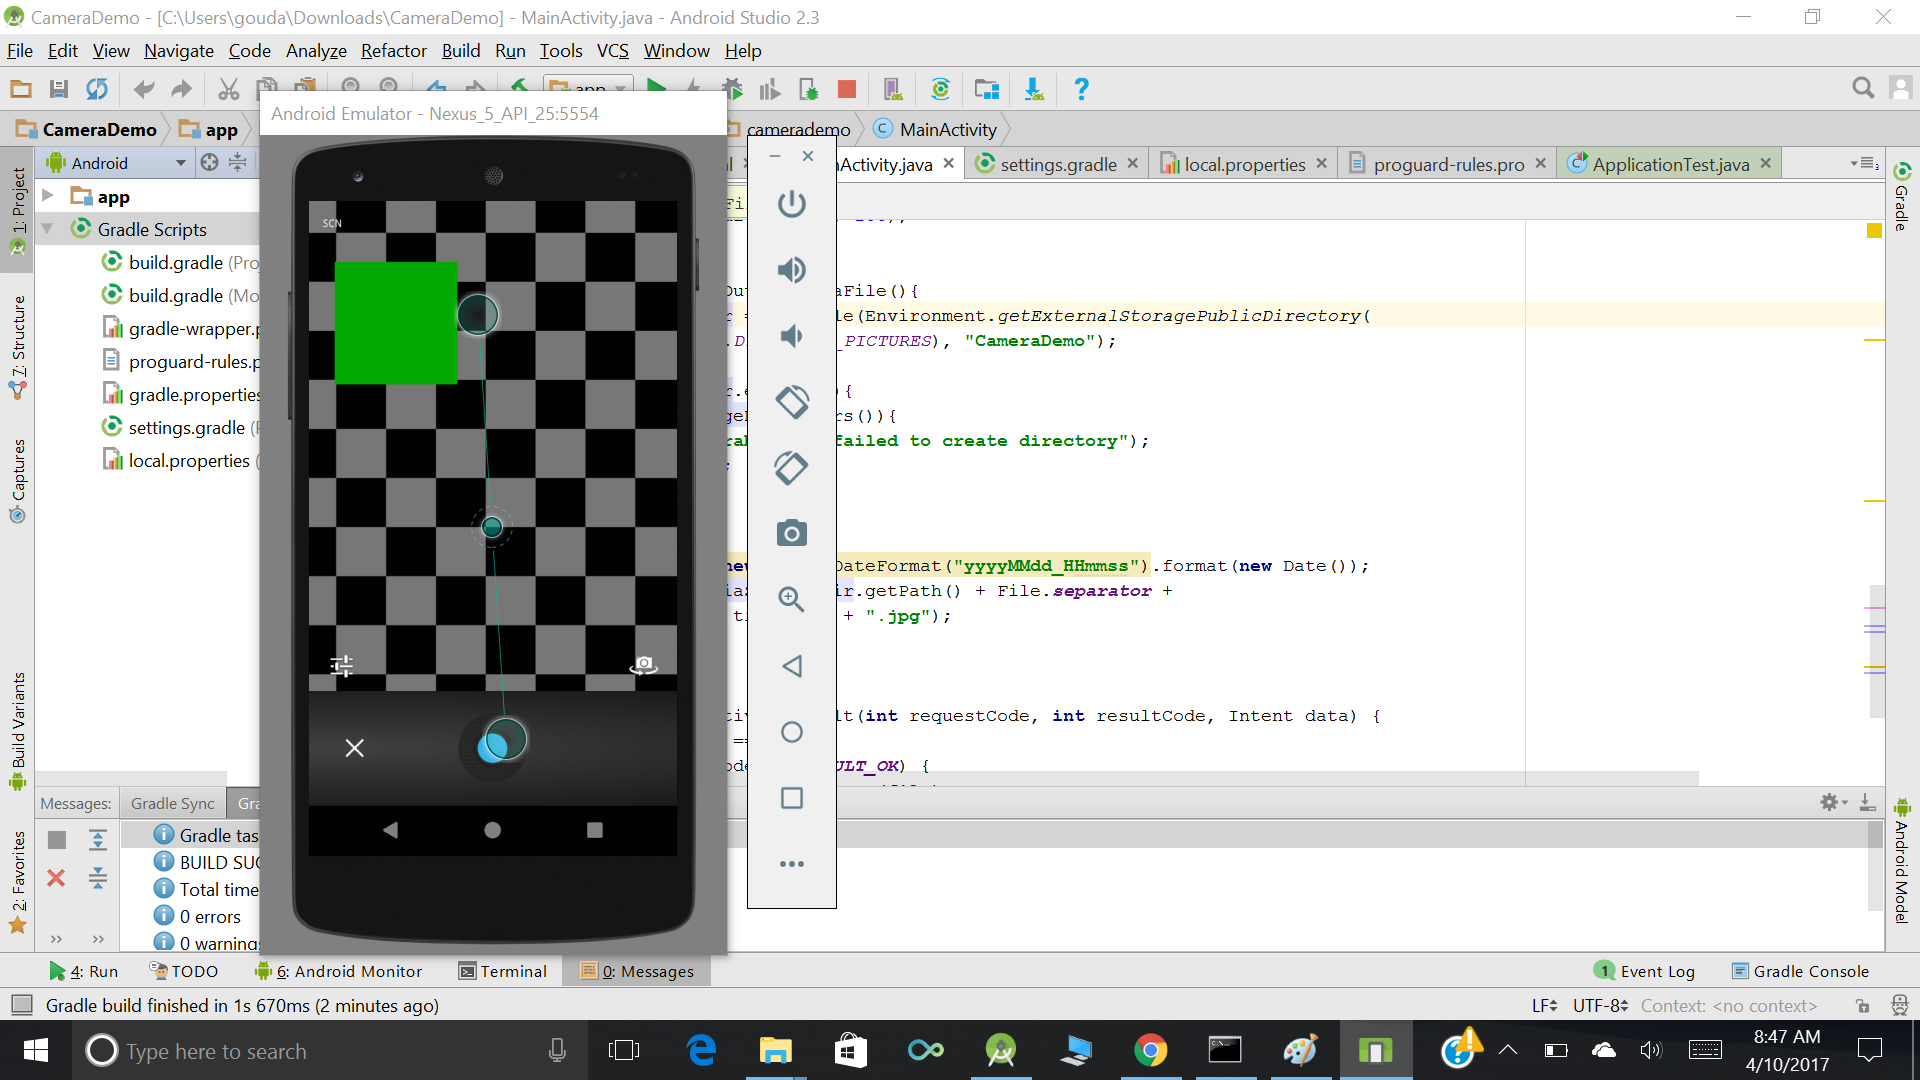 CameraDemo - [C:\Users\gouda\Downloads\CameraDemo] - MainActivity.java - Android Studio 2.3
File Edit View Navigate Code Analyze Refactor Build Run Tools VCS Window Help
app
Android Emulator - Nexus_5_API_25:5554
CameraDemo app camerademo MainActivity
Android
nActivity.java settings.gradle local.properties proguard-rules.pro ApplicationTest.java
1: Project
7: Structure
Captures
Build Variants
2: Favorites
app
Gradle Scripts
build.gradle (Pro
build.gradle (Mo
gradle-wrapper.p
proguard-rules.p
gradle.properties
settings.gradle (P
local.properties (
SCN
aFile(){
le(Environment.getExternalStoragePublicDirectory(
_PICTURES), "CameraDemo");
){
rs()){
failed to create directory");
new DateFormat("yyyyMMdd_HHmmss").format(new Date());
ir.getPath() + File.separator +
+ ".jpg");
lt(int requestCode, int resultCode, Intent data) {
==
ULT_OK) {
Gradle
Android Model
Messages: Gradle Sync Gra
Gradle tas
BUILD SUC
Total time
0 errors
0 warning
4: Run TODO 6: Android Monitor Terminal 0: Messages 1 Event Log Gradle Console
Gradle build finished in 1s 670ms (2 minutes ago) LF UTF-8 Context: <no context>
Type here to search
8:47 AM
4/10/2017